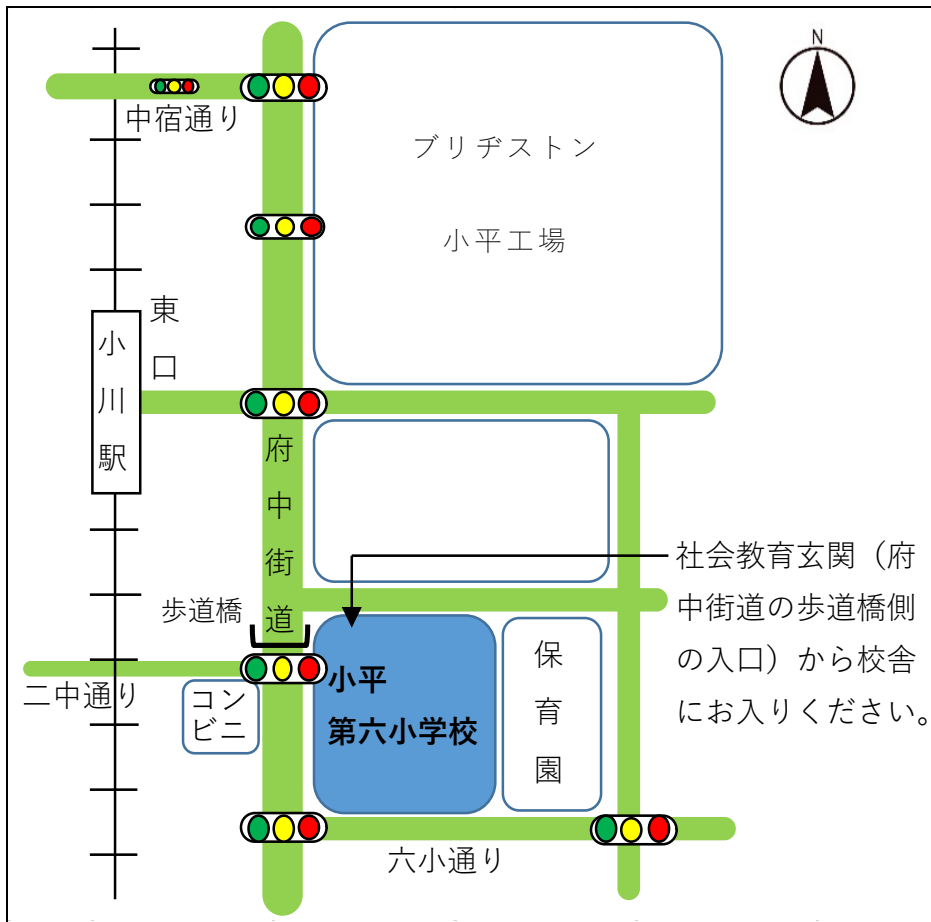 N
中宿通り
ブリヂストン
小平工場
東口
小川駅
府中街道
社会教育玄関（府
中街道の歩道橋側
の入口）から校舎
にお入りください。
歩道橋
二中通り
コン
ビニ
小平
第六小学校
保育園
六小通り